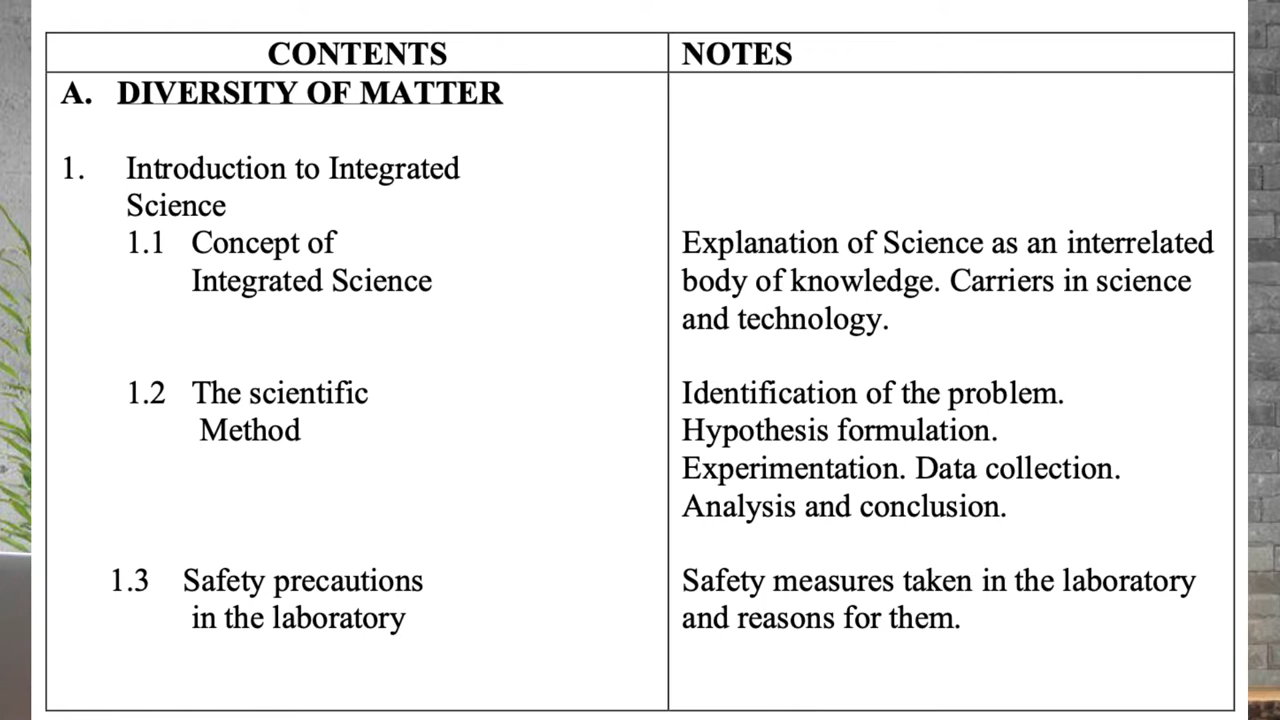 CONTENTS
NOTES
A. DIVERSITY OF MATTER
1. Introduction to Integrated
Science
1.1 Concept of
Integrated Science
Explanation of Science as an interrelated
body of knowledge. Carriers in science
and technology.
1.2 The scientific
Method
Identification of the problem.
Hypothesis formulation.
Experimentation. Data collection.
Analysis and conclusion.
1.3 Safety precautions
in the laboratory
Safety measures taken in the laboratory
and reasons for them.